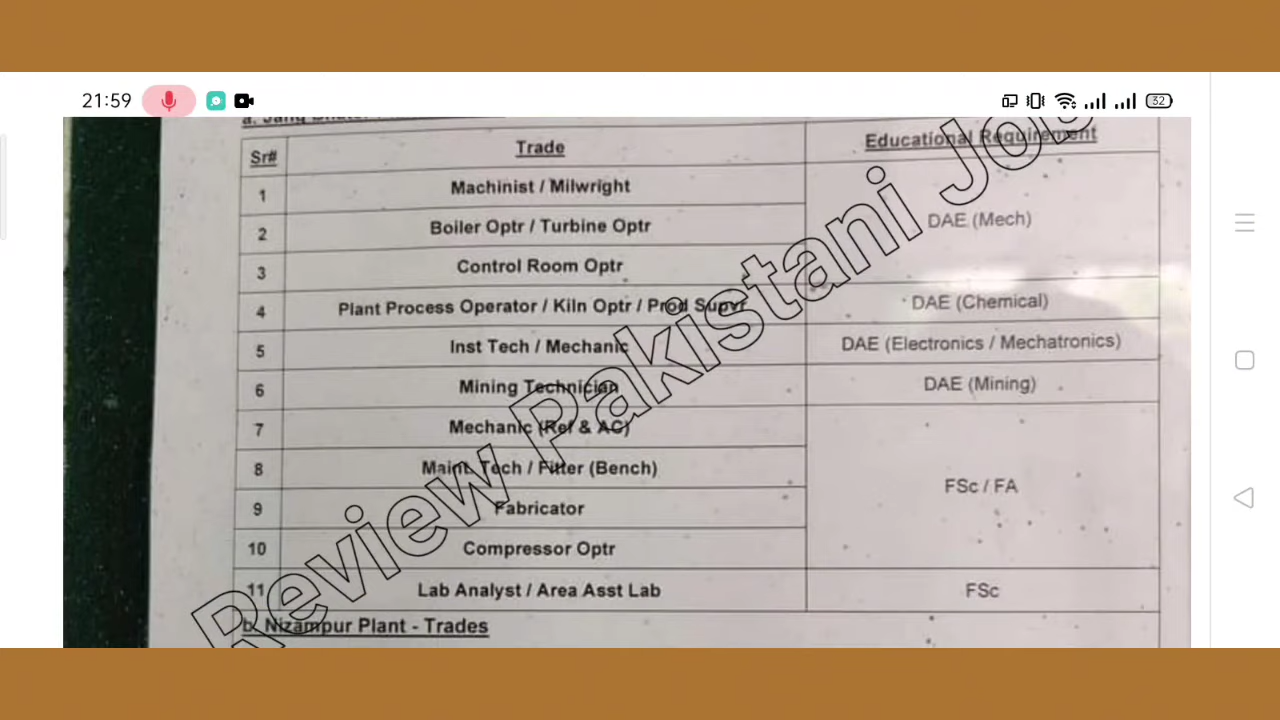 21:59
32
Sr#
Trade
Educational Requirement
1
Machinist / Milwright
DAE (Mech)
2
Boiler Optr / Turbine Optr
3
Control Room Optr
4
Plant Process Operator / Kiln Optr / Prod Supvr
DAE (Chemical)
5
Inst Tech / Mechanic
DAE (Electronics / Mechatronics)
6
Mining Technician
DAE (Mining)
7
Mechanic (Ref & AC)
8
Maint. Tech / Fitter (Bench)
FSc / FA
9
Fabricator
10
Compressor Optr
11
Lab Analyst / Area Asst Lab
FSc
b. Nizampur Plant - Trades
Review Pakistani Job